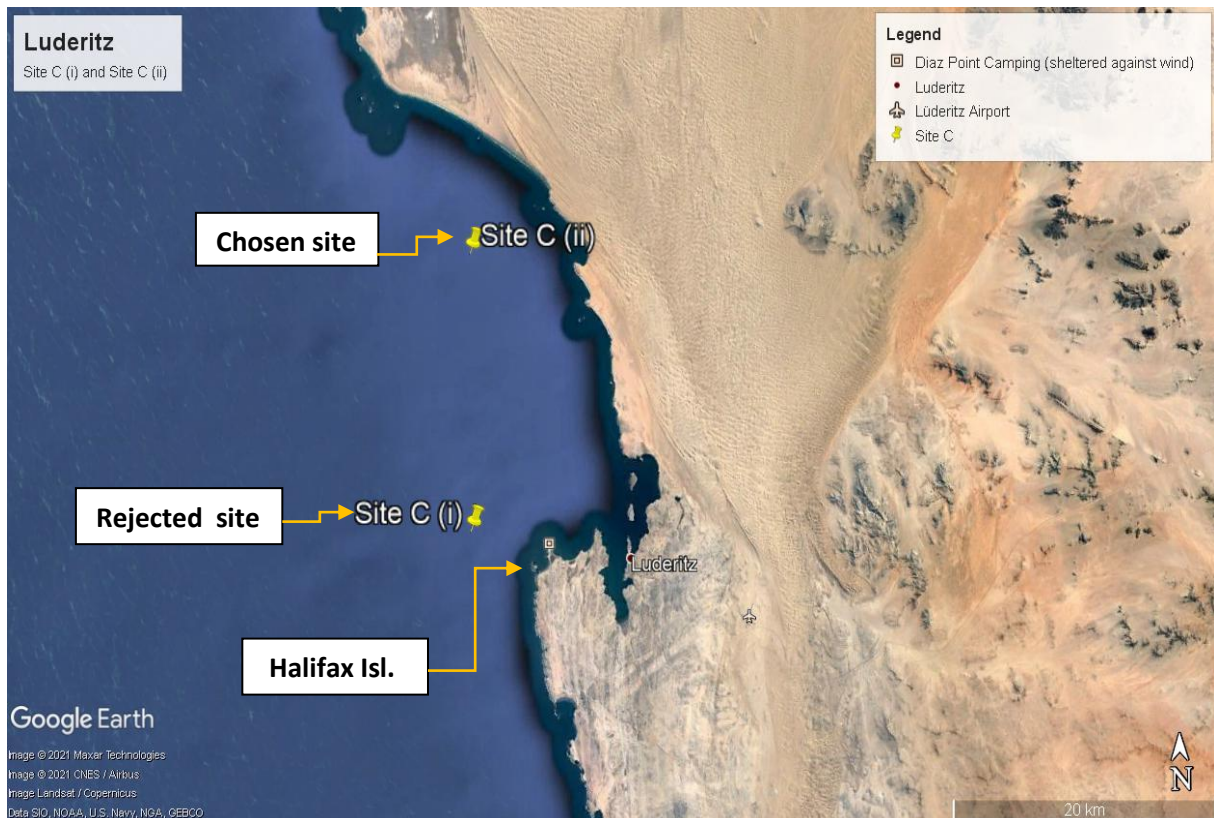 Luderitz
Site C (i) and Site C (ii)
Legend
Diaz Point Camping (sheltered against wind)
Luderitz
Lüderitz Airport
Site C
Chosen site
Site C (ii)
Rejected site
Site C (i)
Luderitz
Halifax Isl.
Google Earth
Image © 2021 Maxar Technologies
Image © 2021 CNES / Airbus
Image Landsat / Copernicus
Data SIO, NOAA, U.S. Navy, NGA, GEBCO
N
20 km